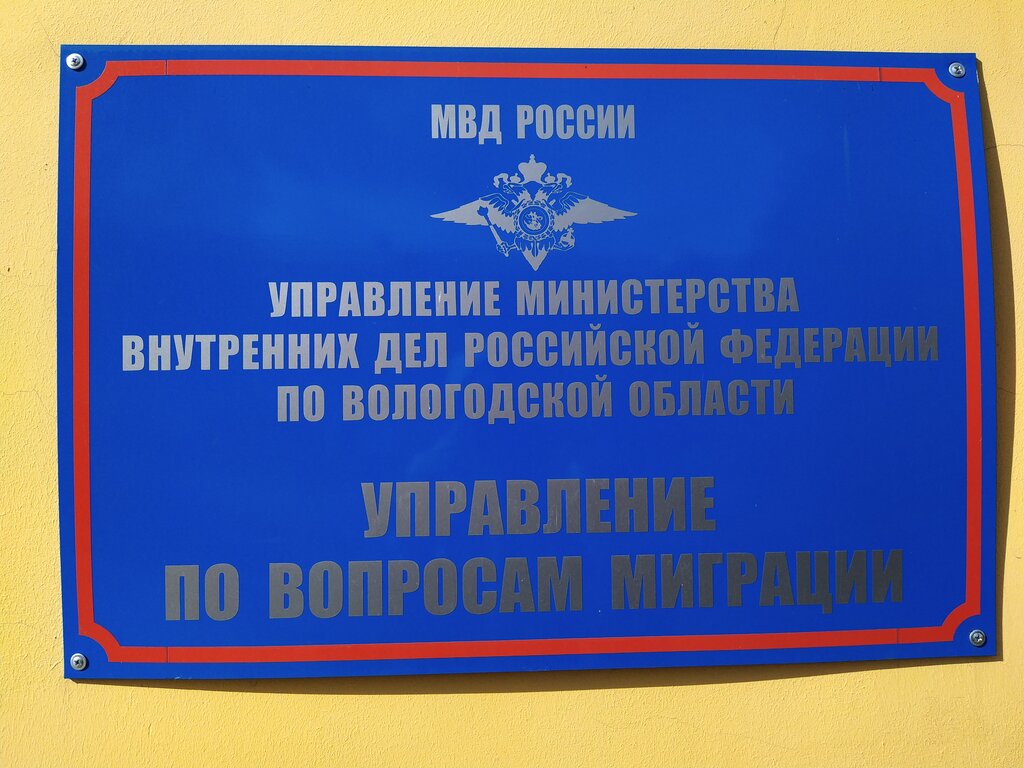 МВД РОССИИ
УПРАВЛЕНИЕ МИНИСТЕРСТВА
ВНУТРЕННИХ ДЕЛ РОССИЙСКОЙ ФЕДЕРАЦИИ
ПО ВОЛОГОДСКОЙ ОБЛАСТИ
УПРАВЛЕНИЕ
ПО ВОПРОСАМ МИГРАЦИИ